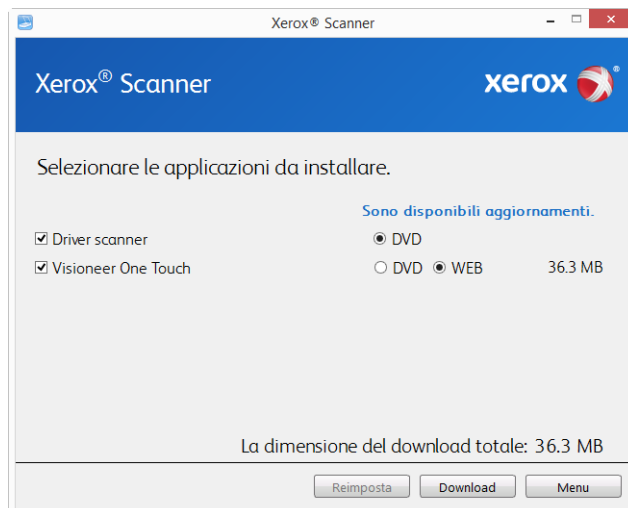 Xerox® Scanner
Xerox® Scanner
xerox®
Selezionare le applicazioni da installare.
Sono disponibili aggiornamenti.
Driver scanner DVD
Visioneer One Touch DVD WEB 36.3 MB
La dimensione del download totale: 36.3 MB
Reimposta Download Menu